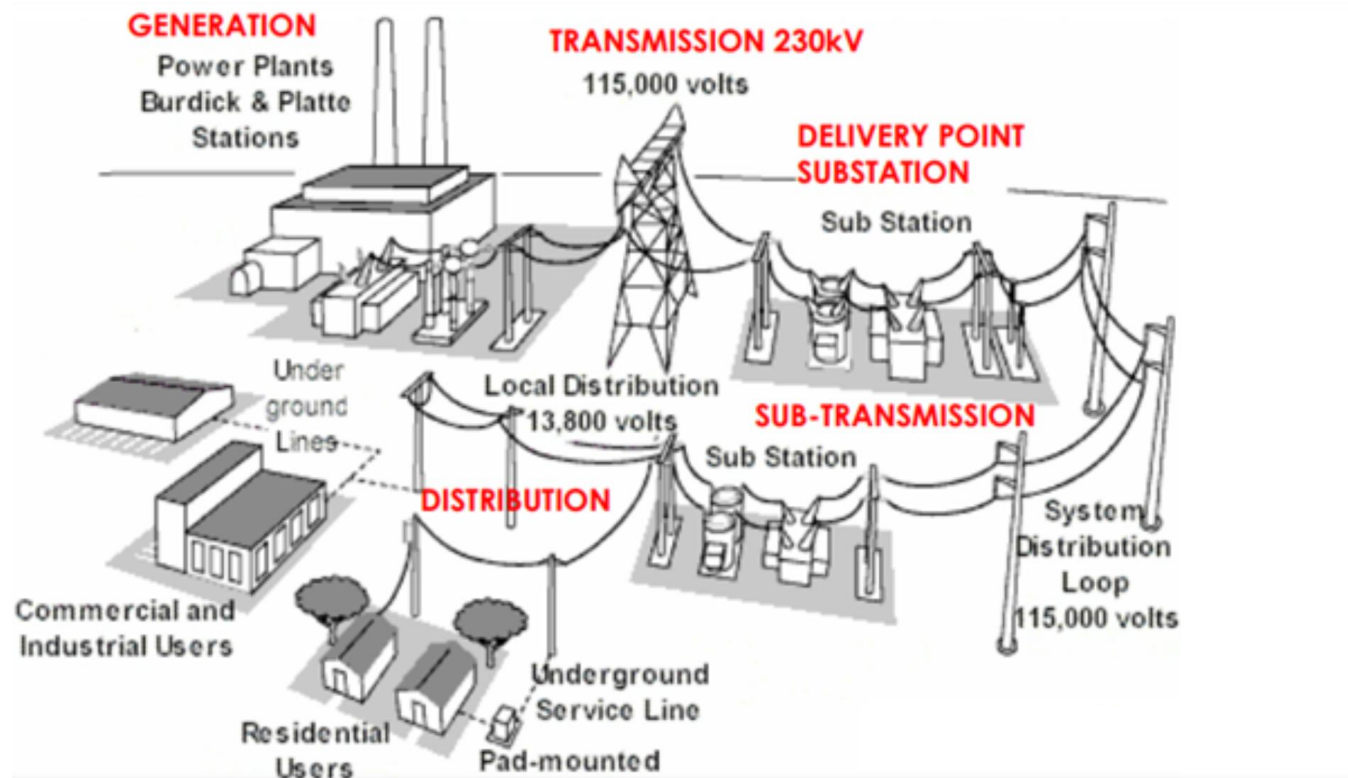 GENERATION
Power Plants
Burdick & Platte
Stations
TRANSMISSION 230kV
115,000 volts
DELIVERY POINT
SUBSTATION
Sub Station
Under
ground
Lines
Local Distribution
13,800 volts
SUB-TRANSMISSION
Sub Station
DISTRIBUTION
System
Distribution
Loop
115,000 volts
Commercial and
Industrial Users
Underground
Service Line
Residential
Users
Pad-mounted